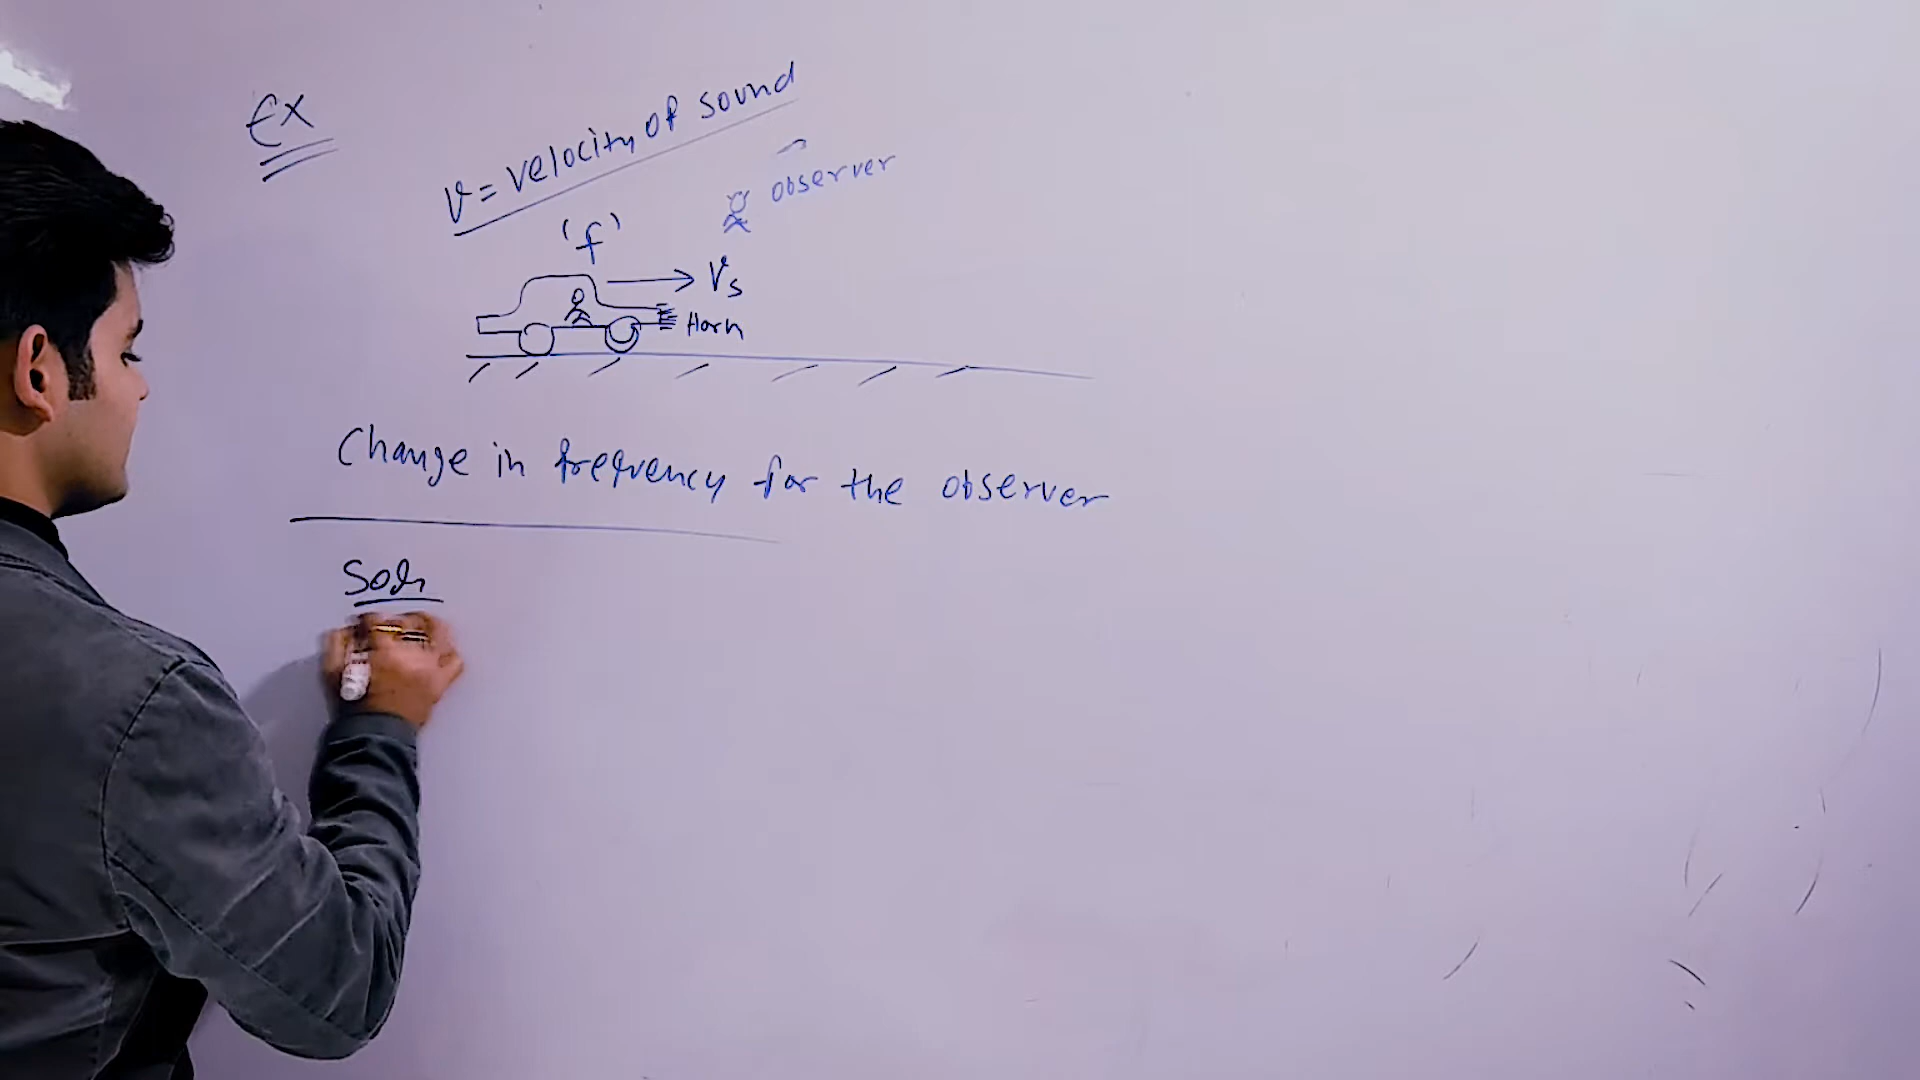 Ex
V = velocity of sound
observer
'f'
Vs
Horn
Change in frequency for the observer
Soln